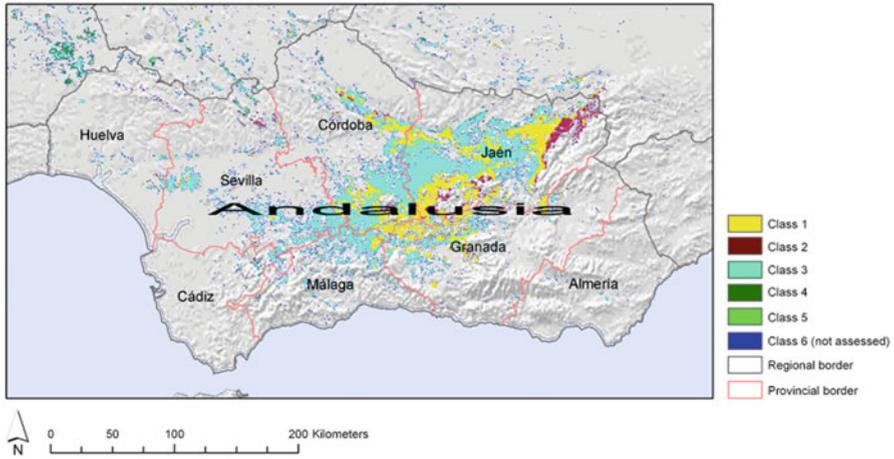 Huelva
Córdoba
Jaén
Sevilla
Andalusia
Granada
Málaga
Almería
Cádiz
Class 1
Class 2
Class 3
Class 4
Class 5
Class 6 (not assessed)
Regional border
Provincial border
N
0 50 100 200 Kilometers